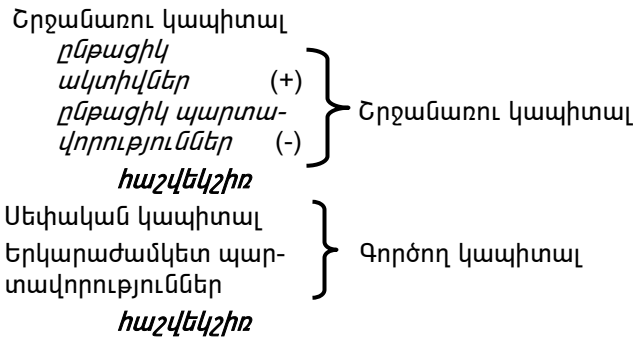 Շրջանառու կապիտալ
ընթացիկ
ակտիվներ (+)
ընթացիկ պարտա-
վորություններ (-)
Շրջանառու կապիտալ
հաշվեկշիռ
Սեփական կապիտալ
Երկարաժամկետ պար-
տավորություններ
Գործող կապիտալ
հաշվեկշիռ